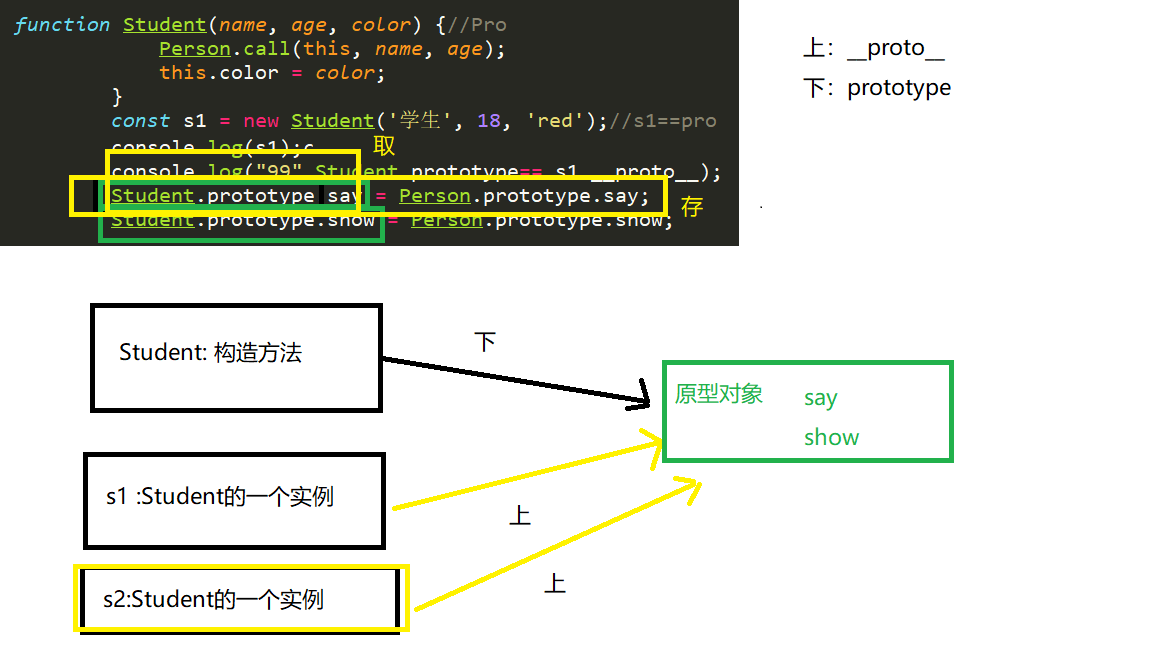 function Student(name, age, color) {//Pro
Person.call(this, name, age);
this.color = color;
}
const s1 = new Student('学生', 18, 'red');//s1==pro
console.log(s1);c
取
console.log("99",Student.prototype== s1.__proto__);
Student.prototype.say = Person.prototype.say;
存
Student.prototype.show = Person.prototype.show;
上：__proto__
下：prototype
Student: 构造方法
下
原型对象 say
show
s1 :Student的一个实例
上
上
s2:Student的一个实例